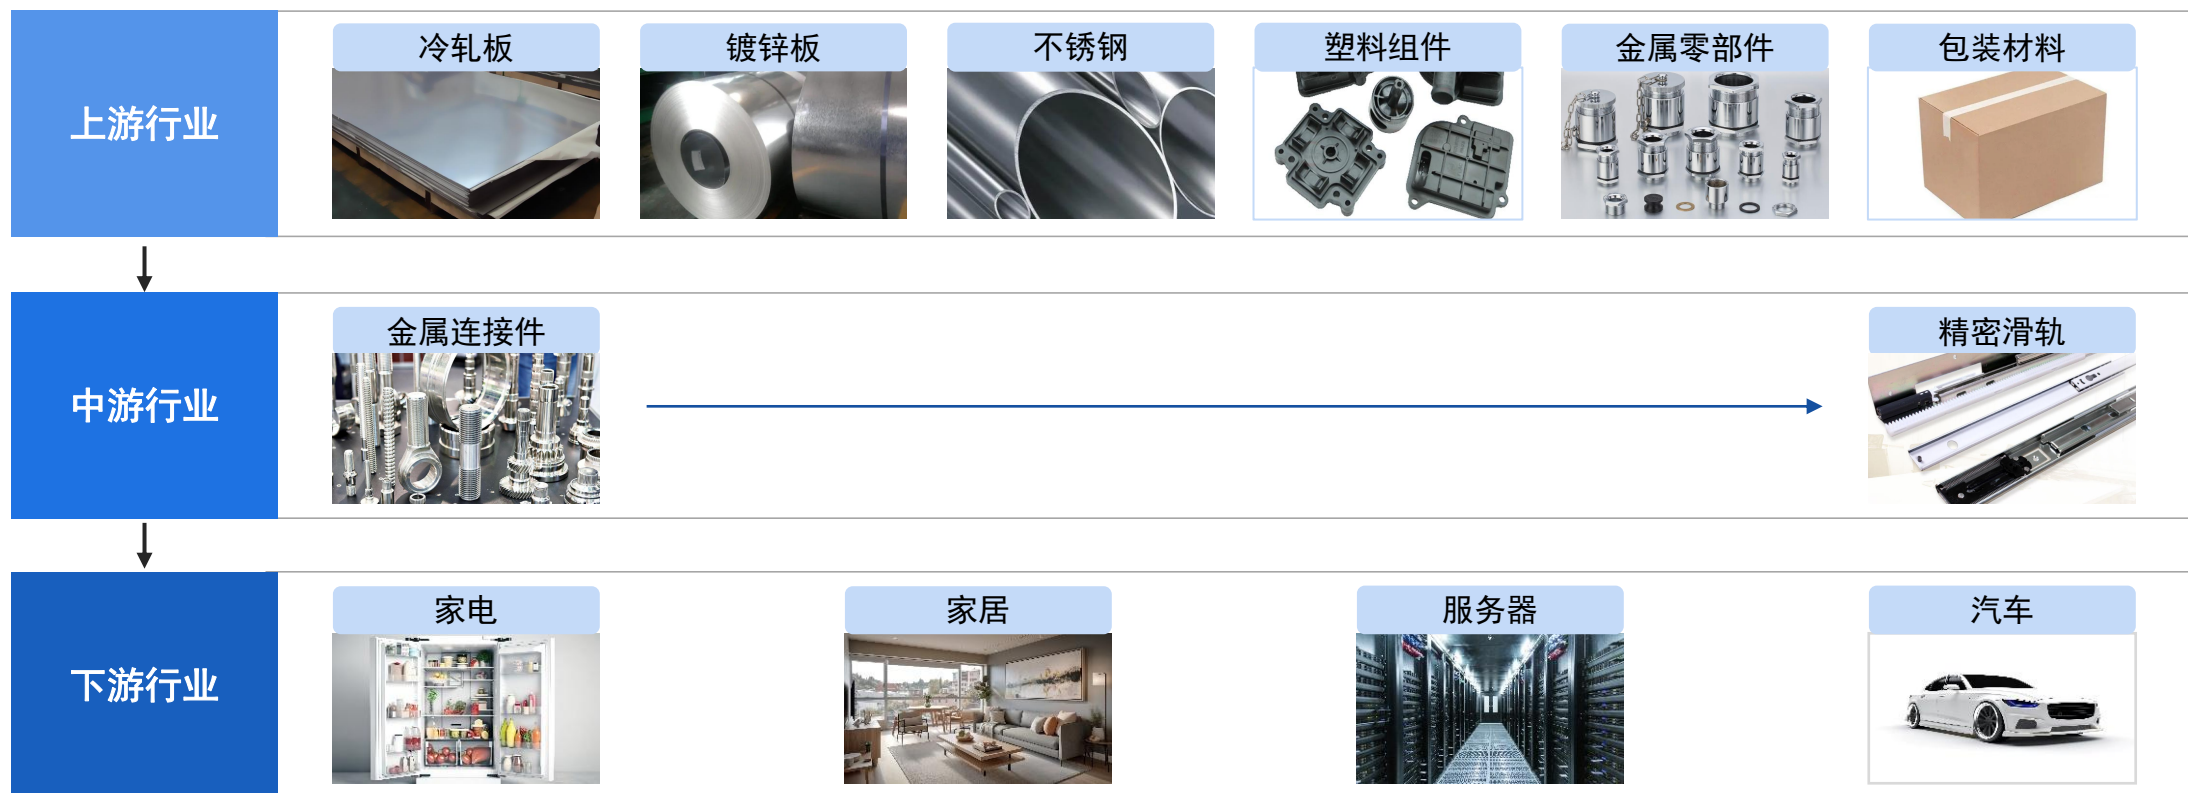 上游行业
冷轧板
镀锌板
不锈钢
塑料组件
金属零部件
包装材料
中游行业
金属连接件
精密滑轨
下游行业
家电
家居
服务器
汽车